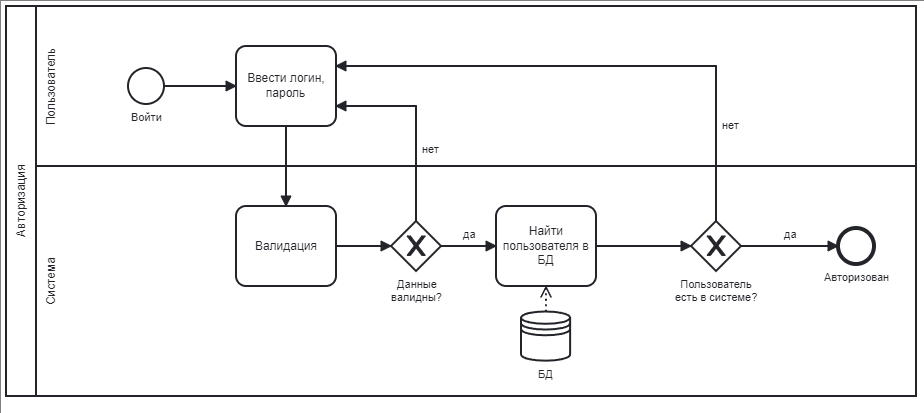 Авторизация
Пользователь
Войти
Ввести логин,
пароль
нет
нет
Система
Валидация
Данные
валидны?
да
Найти
пользователя в
БД
БД
Пользователь
есть в системе?
да
Авторизован